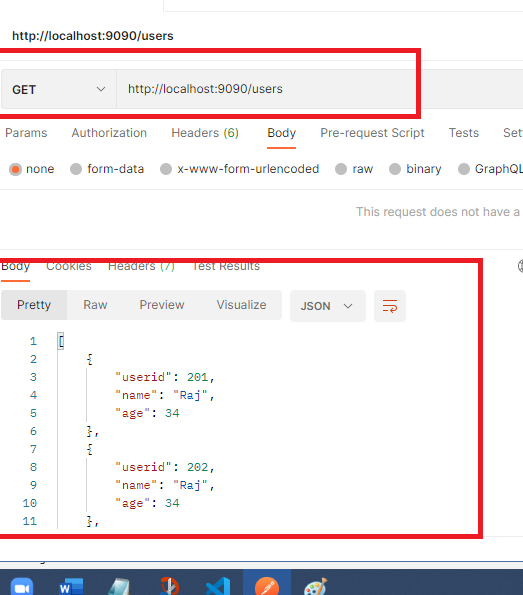 http://localhost:9090/users
GET http://localhost:9090/users
Params Authorization Headers (6) Body Pre-request Script Tests Set
none form-data x-www-form-urlencoded raw binary GraphQL
This request does not have a
Body Cookies Headers (7) Test Results
Pretty Raw Preview Visualize JSON
1 [
2 {
3 "userid": 201,
4 "name": "Raj",
5 "age": 34
6 },
7 {
8 "userid": 202,
9 "name": "Raj",
10 "age": 34
11 },